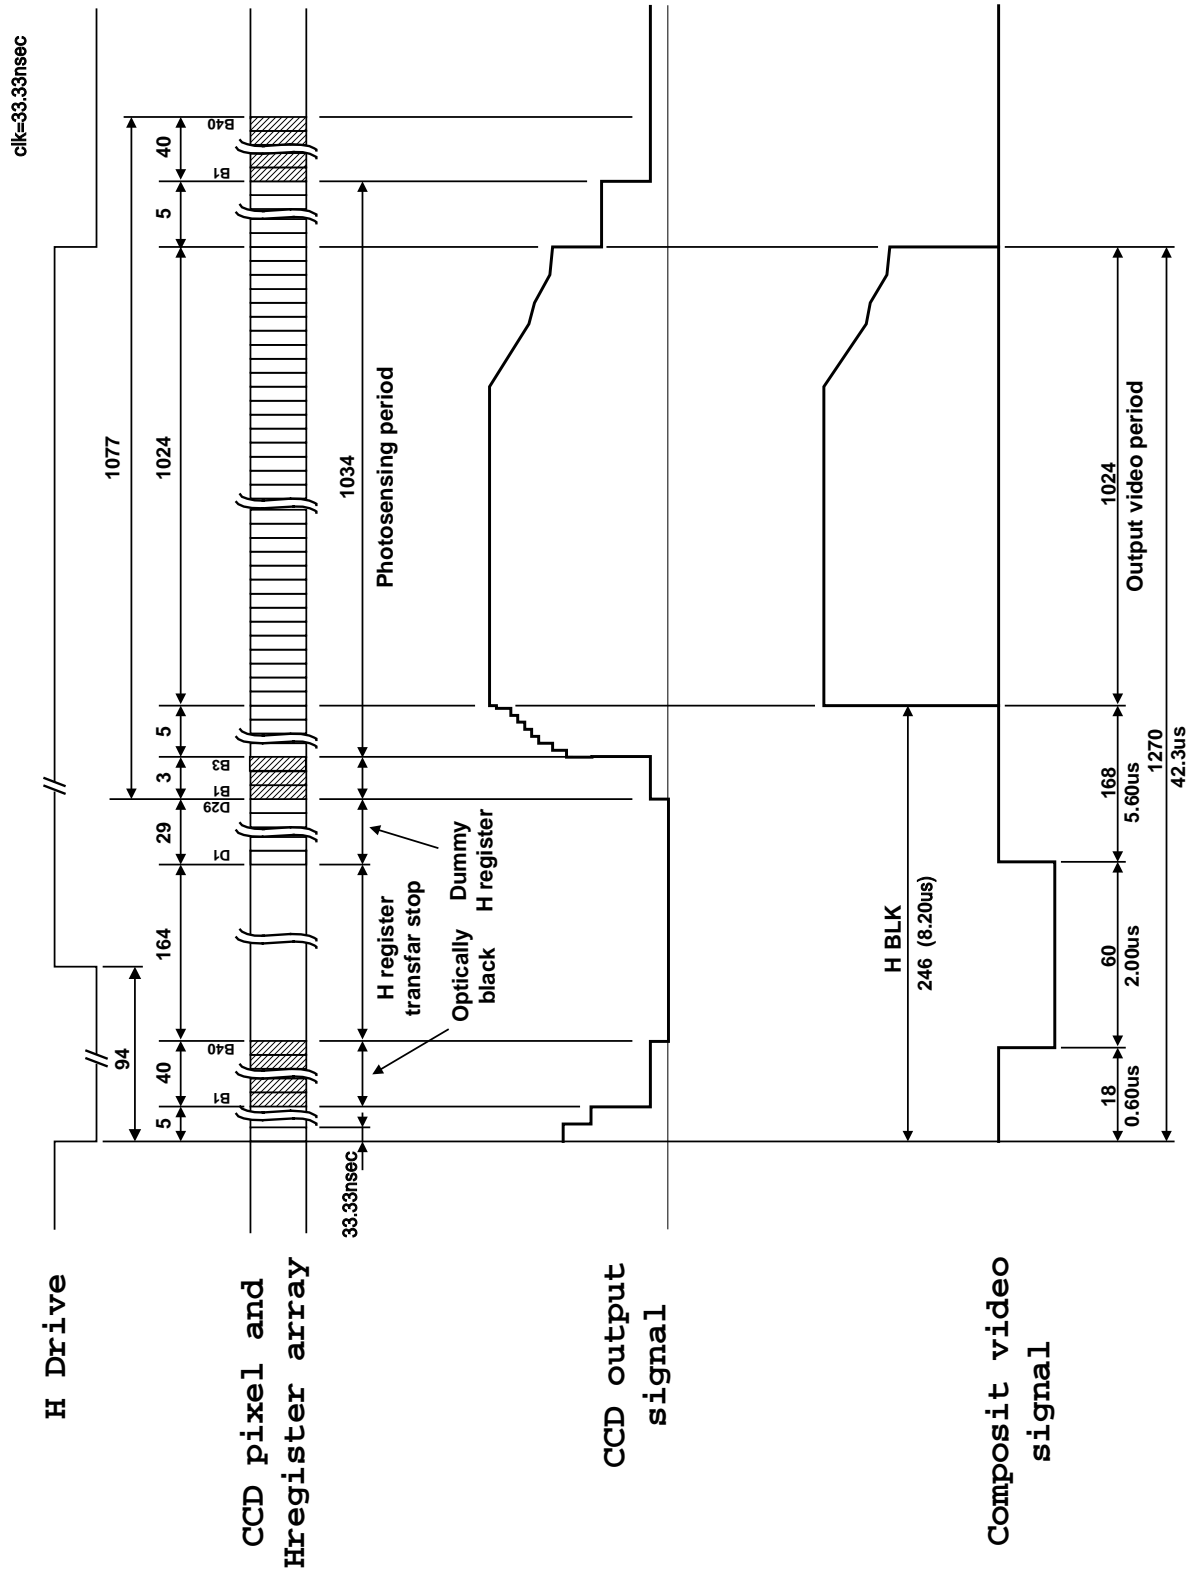 clk=33.33nsec
H Drive
94
CCD pixel and
Hregister array
5
40
164
29
3
5
1024
5
40
1077
B1
B40
D1
D29
B1
B3
B1
B40
33.33nsec
H register
transfar stop
Optically
black
Dummy
H register
1034
Photosensing period
CCD output
signal
Composit video
signal
H BLK
246 (8.20us)
18
0.60us
60
2.00us
168
5.60us
1024
Output video period
1270
42.3us